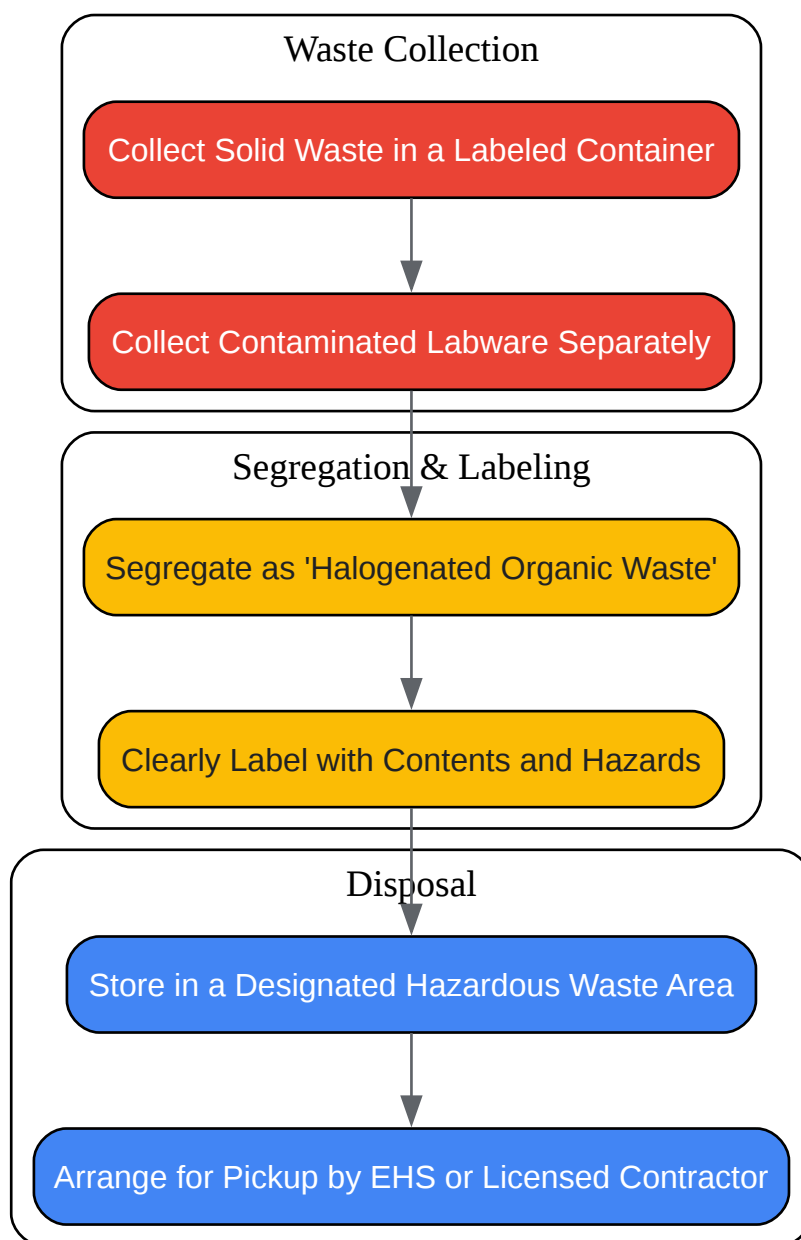 Waste Collection
Collect Solid Waste in a Labeled Container
Collect Contaminated Labware Separately
Segregation & Labeling
Segregate as 'Halogenated Organic Waste'
Clearly Label with Contents and Hazards
Disposal
Store in a Designated Hazardous Waste Area
Arrange for Pickup by EHS or Licensed Contractor